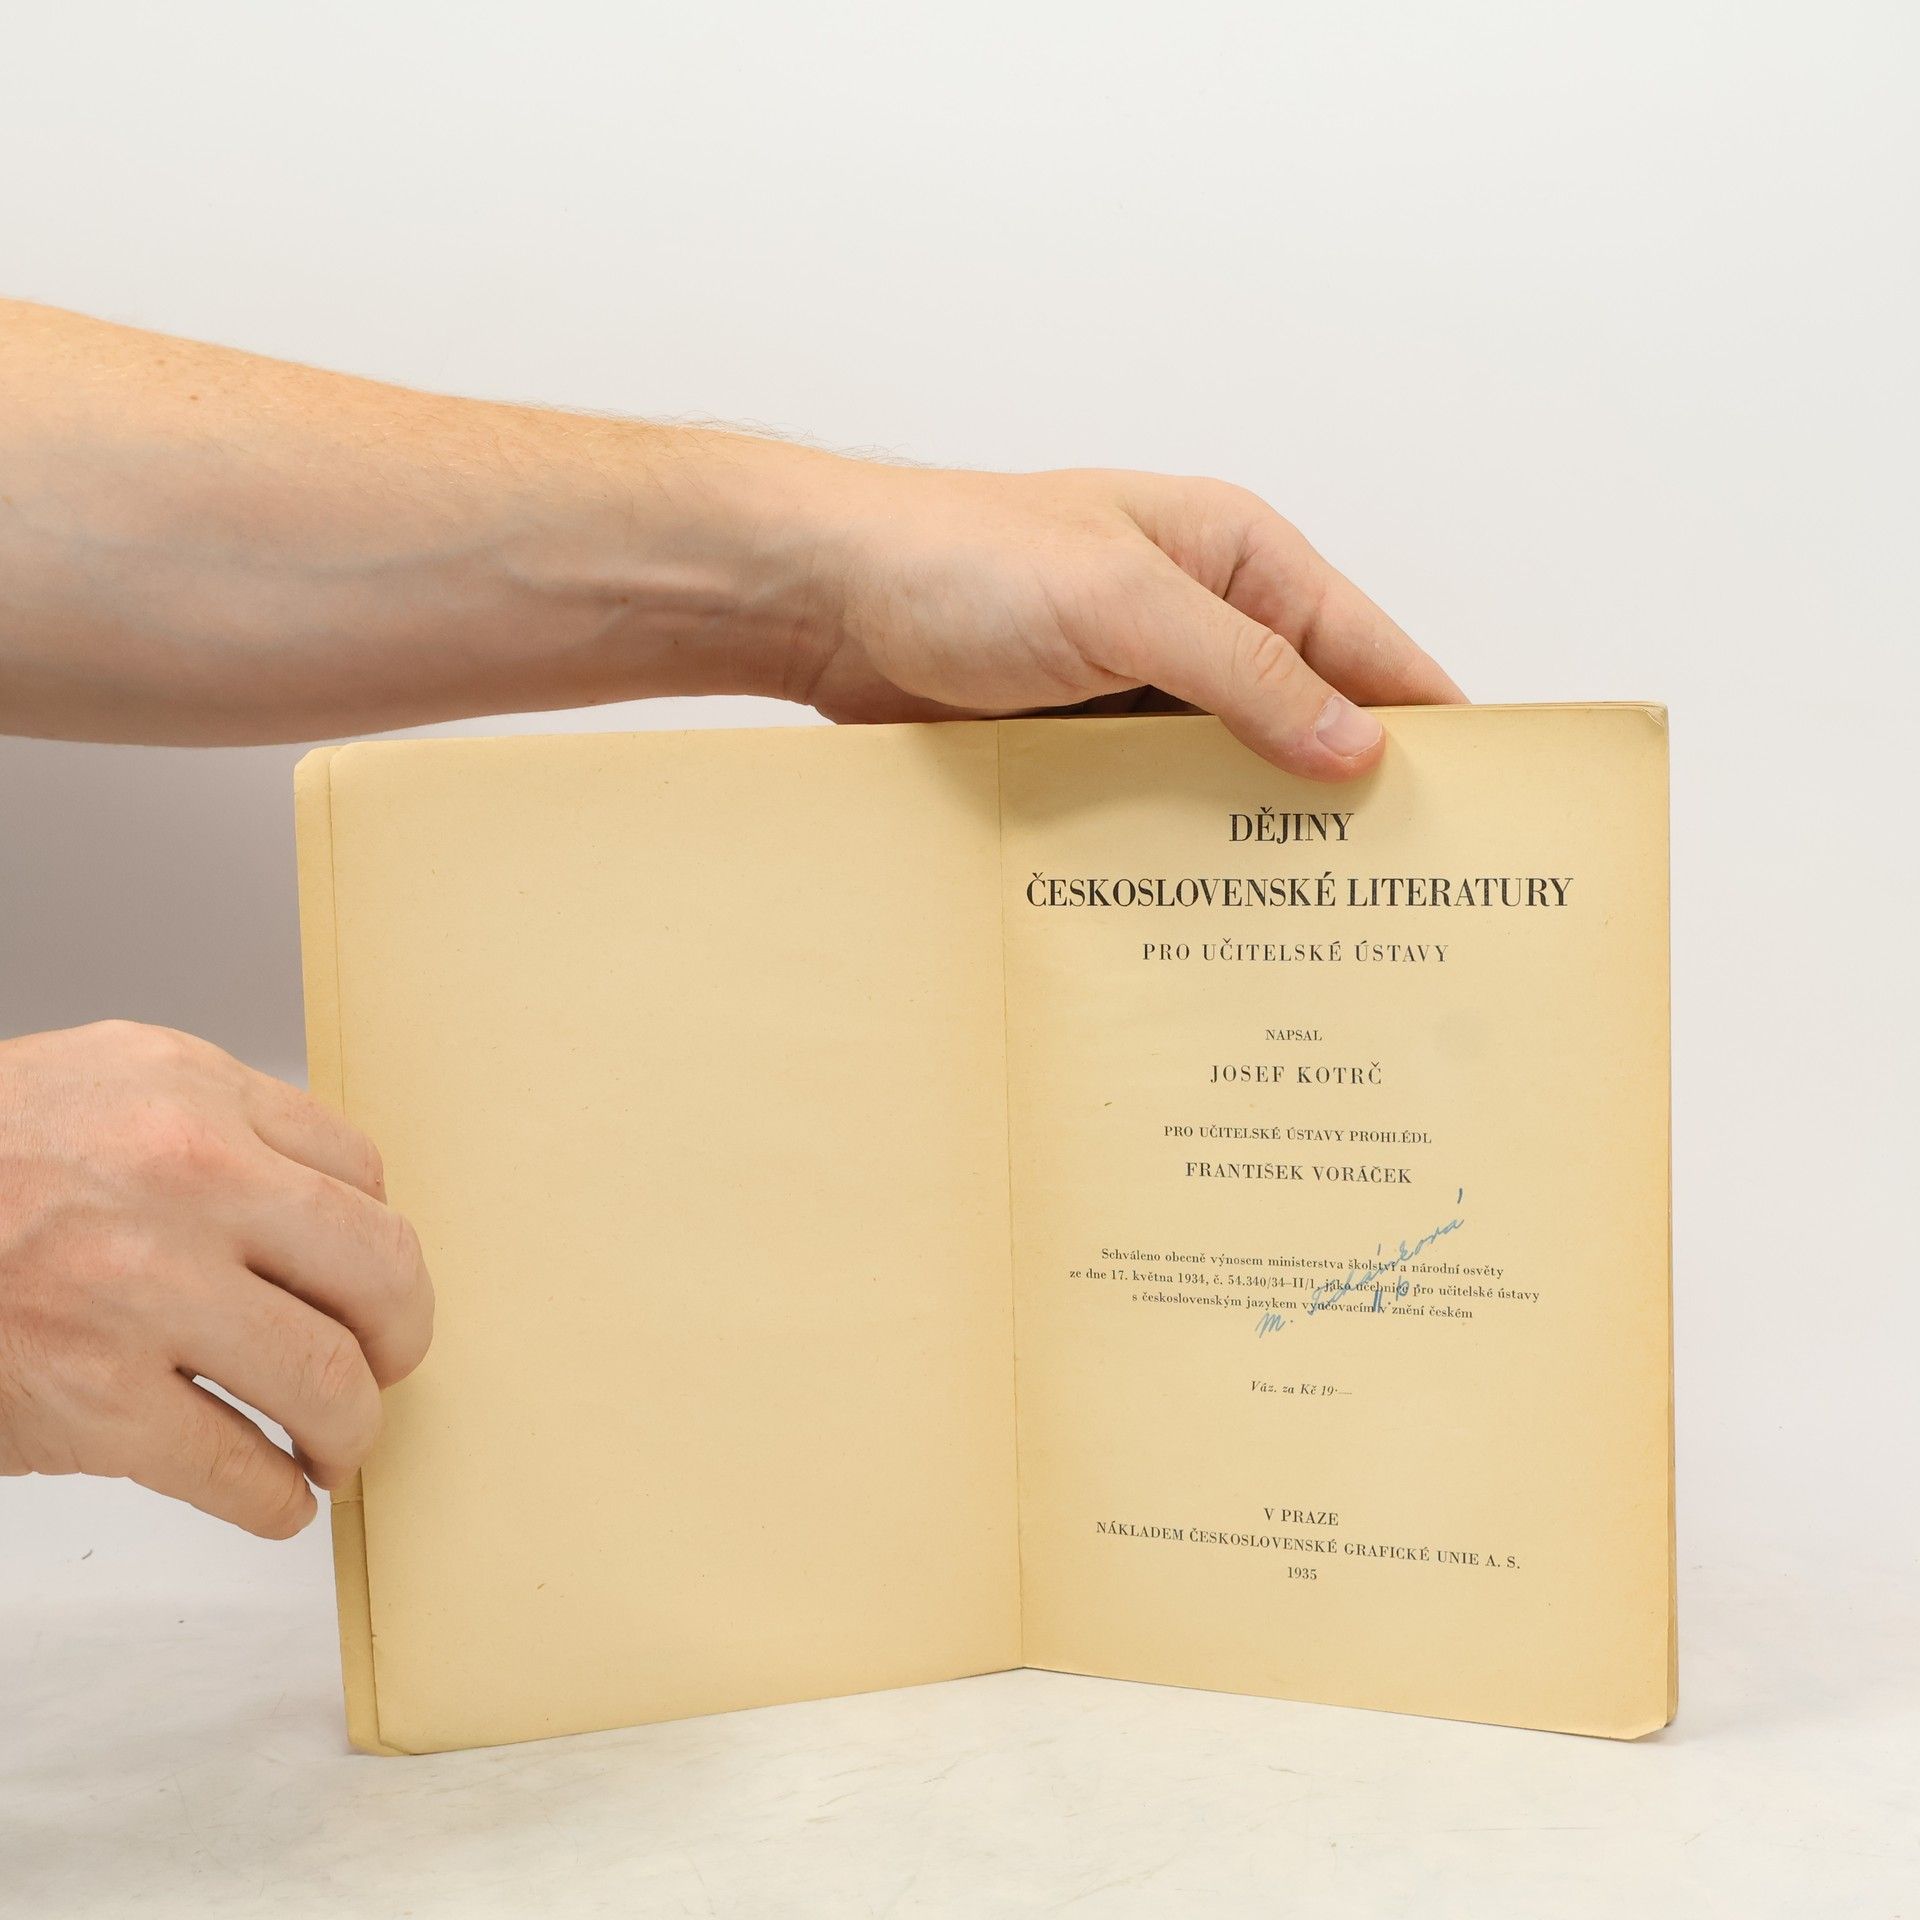 DĚJINY
ČESKOSLOVENSKÉ LITERATURY
PRO UČITELSKÉ ÚSTAVY
NAPSAL
JOSEF KOTRČ
PRO UČITELSKÉ ÚSTAVY PROHLÉDL
FRANTIŠEK VORÁČEK
Schváleno obecně výnosem ministerstva školství a národní osvěty
ze dne 17. května 1934, č. 54.340/34–II/1, jako učebnice pro učitelské ústavy
s československým jazykem vyučovacím v znění českém
M.
II b.
Váz. za Kč 19·—
V PRAZE
NÁKLADEM ČESKOSLOVENSKÉ GRAFICKÉ UNIE A. S.
1935